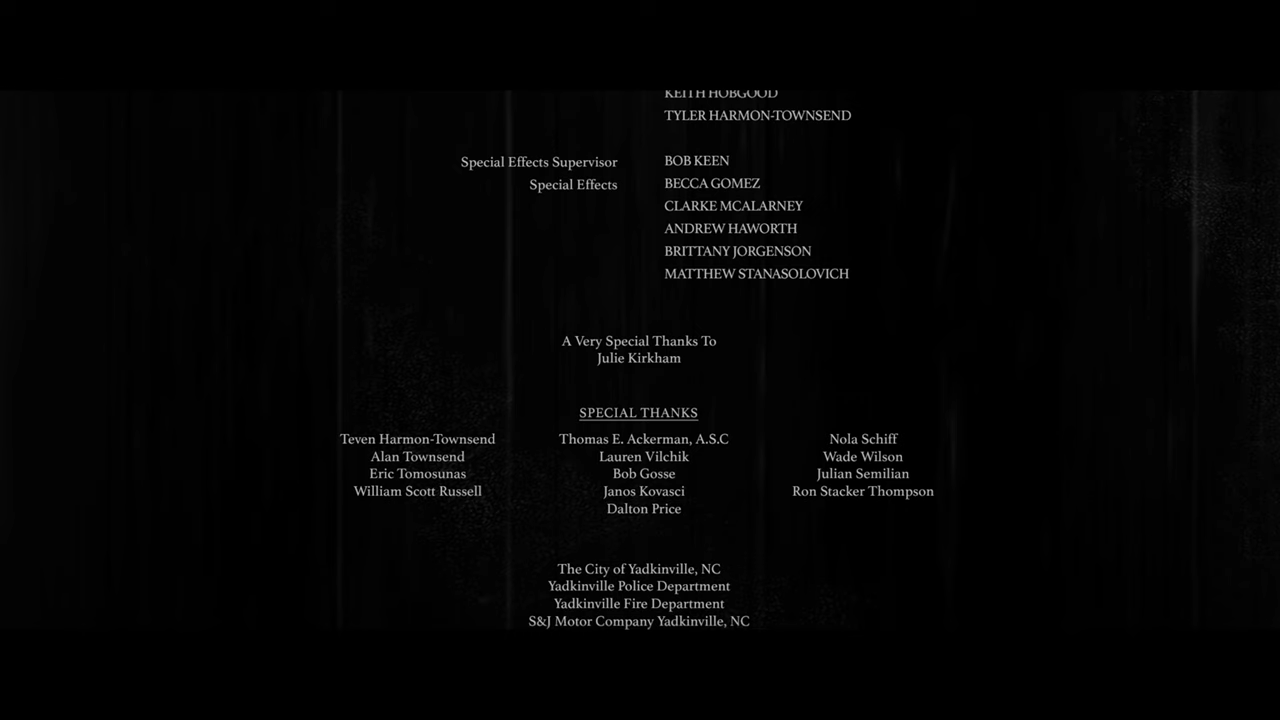 KEITH HOBGOOD
TYLER HARMON-TOWNSEND
Special Effects Supervisor BOB KEEN
Special Effects BECCA GOMEZ
CLARKE MCALARNEY
ANDREW HAWORTH
BRITTANY JORGENSON
MATTHEW STANASOLOVICH
A Very Special Thanks To
Julie Kirkham
SPECIAL THANKS
Teven Harmon-Townsend Thomas E. Ackerman, A.S.C Nola Schiff
Alan Townsend Lauren Vilchik Wade Wilson
Eric Tomosunas Bob Gosse Julian Semilian
William Scott Russell Janos Kovasci Ron Stacker Thompson
Dalton Price
The City of Yadkinville, NC
Yadkinville Police Department
Yadkinville Fire Department
S&J Motor Company Yadkinville, NC